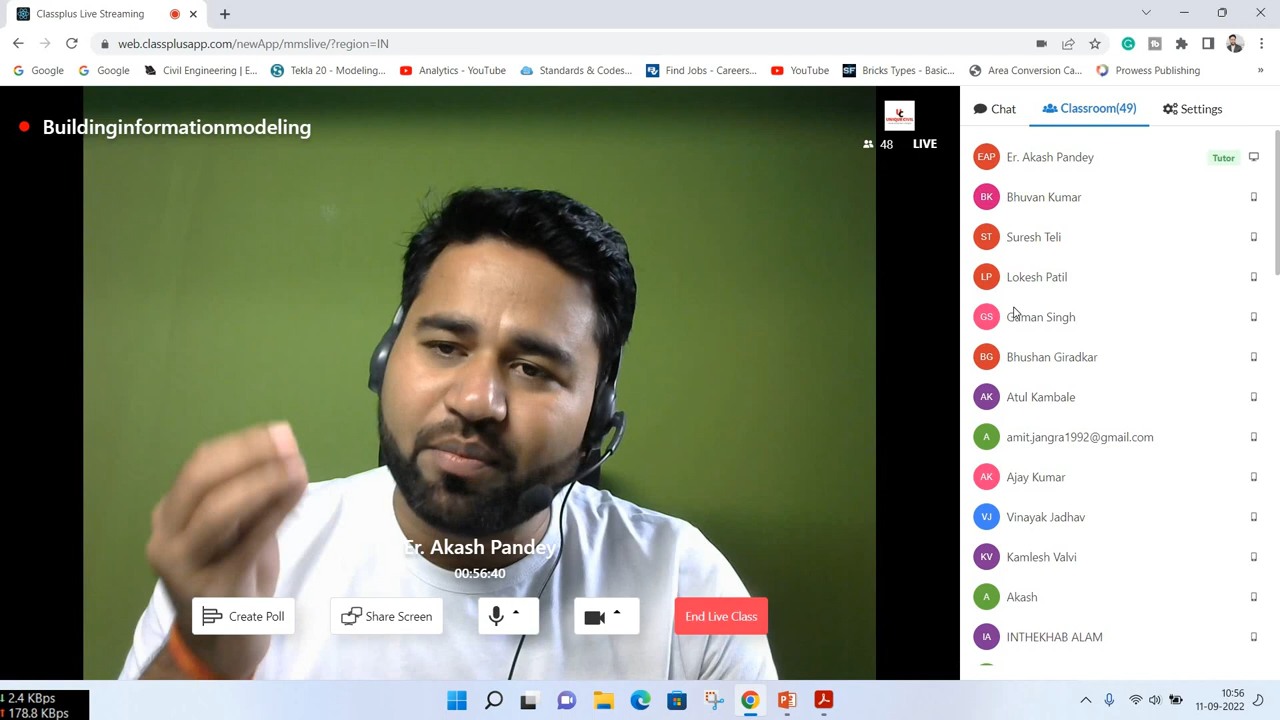 Classplus Live Streaming
web.classplusapp.com/newApp/mmslive/?region=IN
Google
Google
Civil Engineering | E...
Tekla 20 - Modeling...
Analytics - YouTube
Standards & Codes...
Find Jobs - Careers...
YouTube
Bricks Types - Basic...
Area Conversion Ca...
Prowess Publishing
»
Buildinginformationmodeling
UC
UNIQUE CIVIL
48 LIVE
Chat
Classroom(49)
Settings
EAP Er. Akash Pandey Tutor
BK Bhuvan Kumar
ST Suresh Teli
LP Lokesh Patil
GS Singh
BG Bhushan Giradkar
AK Atul Kambale
A amit.jangra1992@gmail.com
AK Ajay Kumar
VJ Vinayak Jadhav
KV Kamlesh Valvi
A Akash
IA INTHEKHAB ALAM
Er. Akash Pandey
00:56:40
Create Poll
Share Screen
End Live Class
2.4 KBps
178.8 KBps
10:56
11-09-2022